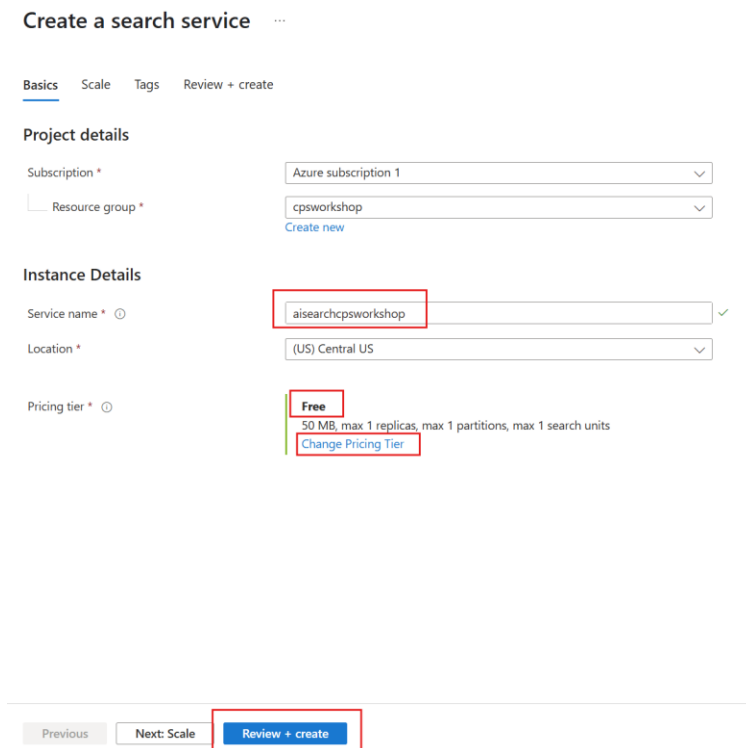 Create a search service ...
Basics Scale Tags Review + create
Project details
Subscription * Azure subscription 1
Resource group * cpsworkshop
Create new
Instance Details
Service name * aisearchcpsworkshop
Location * (US) Central US
Pricing tier * Free
50 MB, max 1 replicas, max 1 partitions, max 1 search units
Change Pricing Tier
Previous Next: Scale Review + create